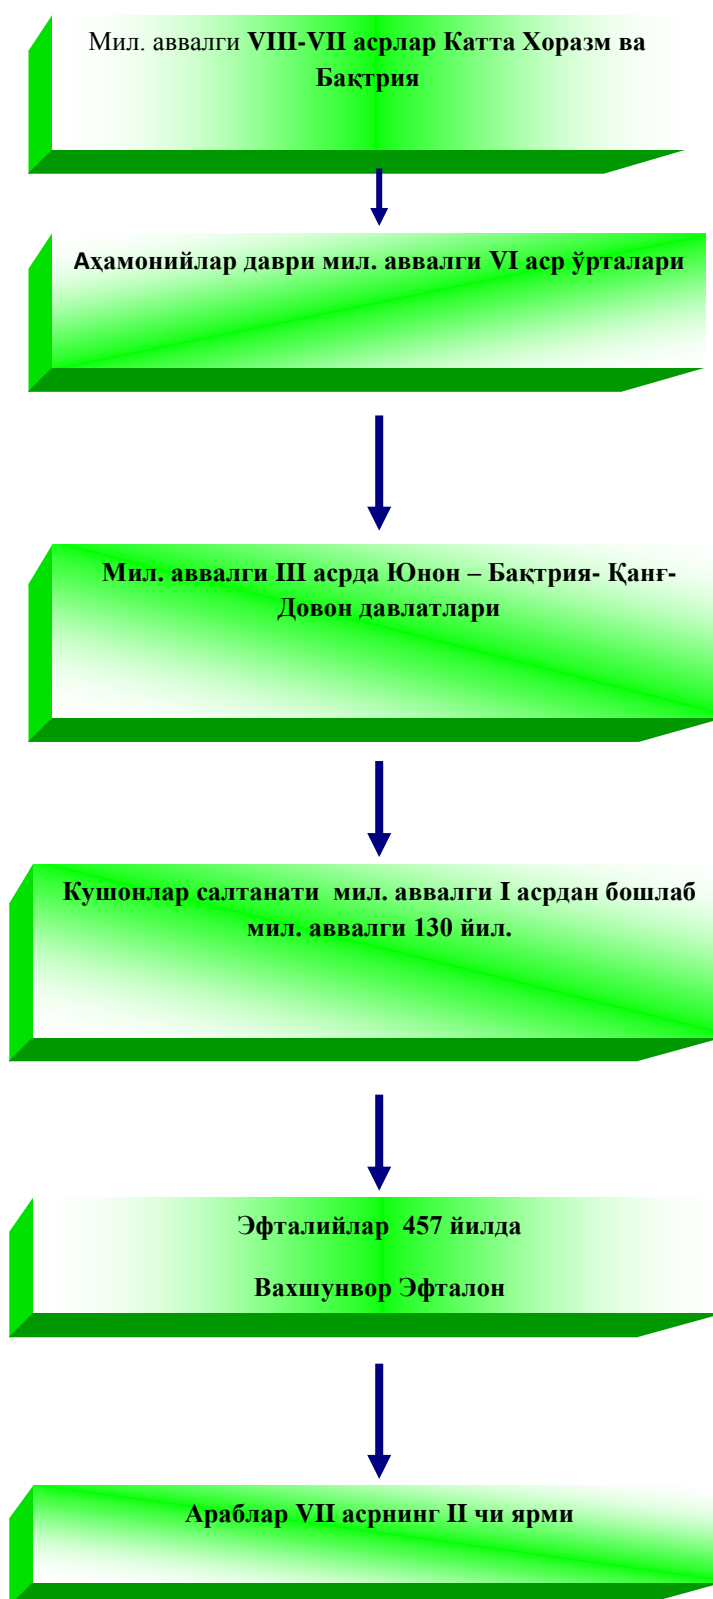 Мил. аввалги VIII-VII асрлар Катта Хоразм ва
Бақтрия
Аҳамонийлар даври мил. аввалги VI аср ўрталари
Мил. аввалги III асрда Юнон – Бақтрия- Қанғ-
Довон давлатлари
Кушонлар салтанати мил. аввалги I асрдан бошлаб
мил. аввалги 130 йил.
Эфталийлар 457 йилда
Вахшунвор Эфталон
Араблар VII асрнинг II чи ярми